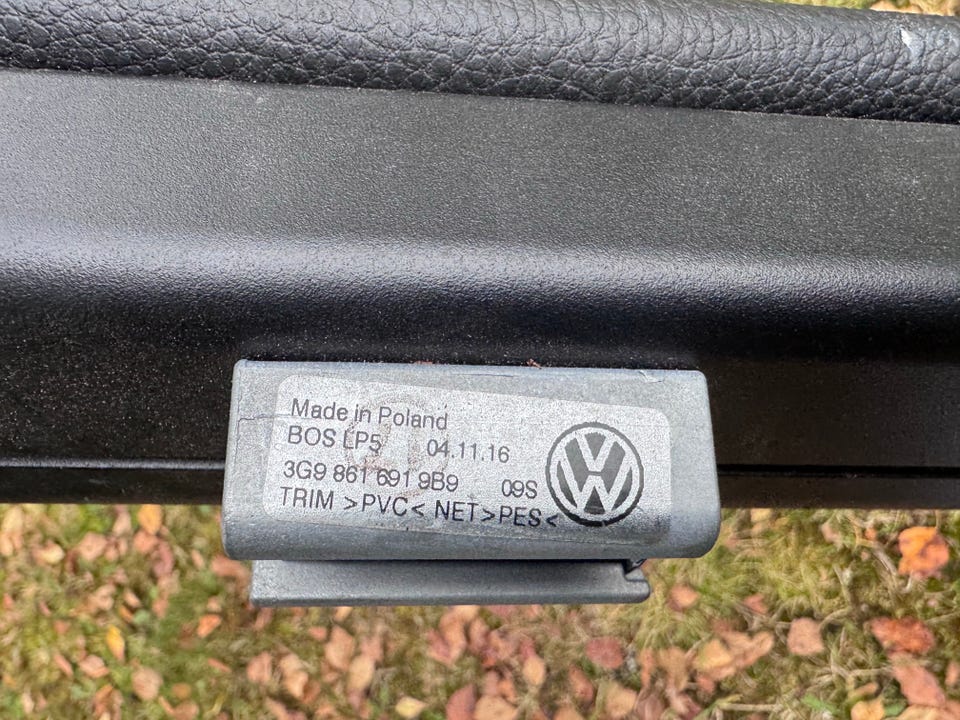 Made in Poland
BOS LP5 04.11.16
3G9 861 691 9B9 09S
TRIM >PVC< NET>PES<